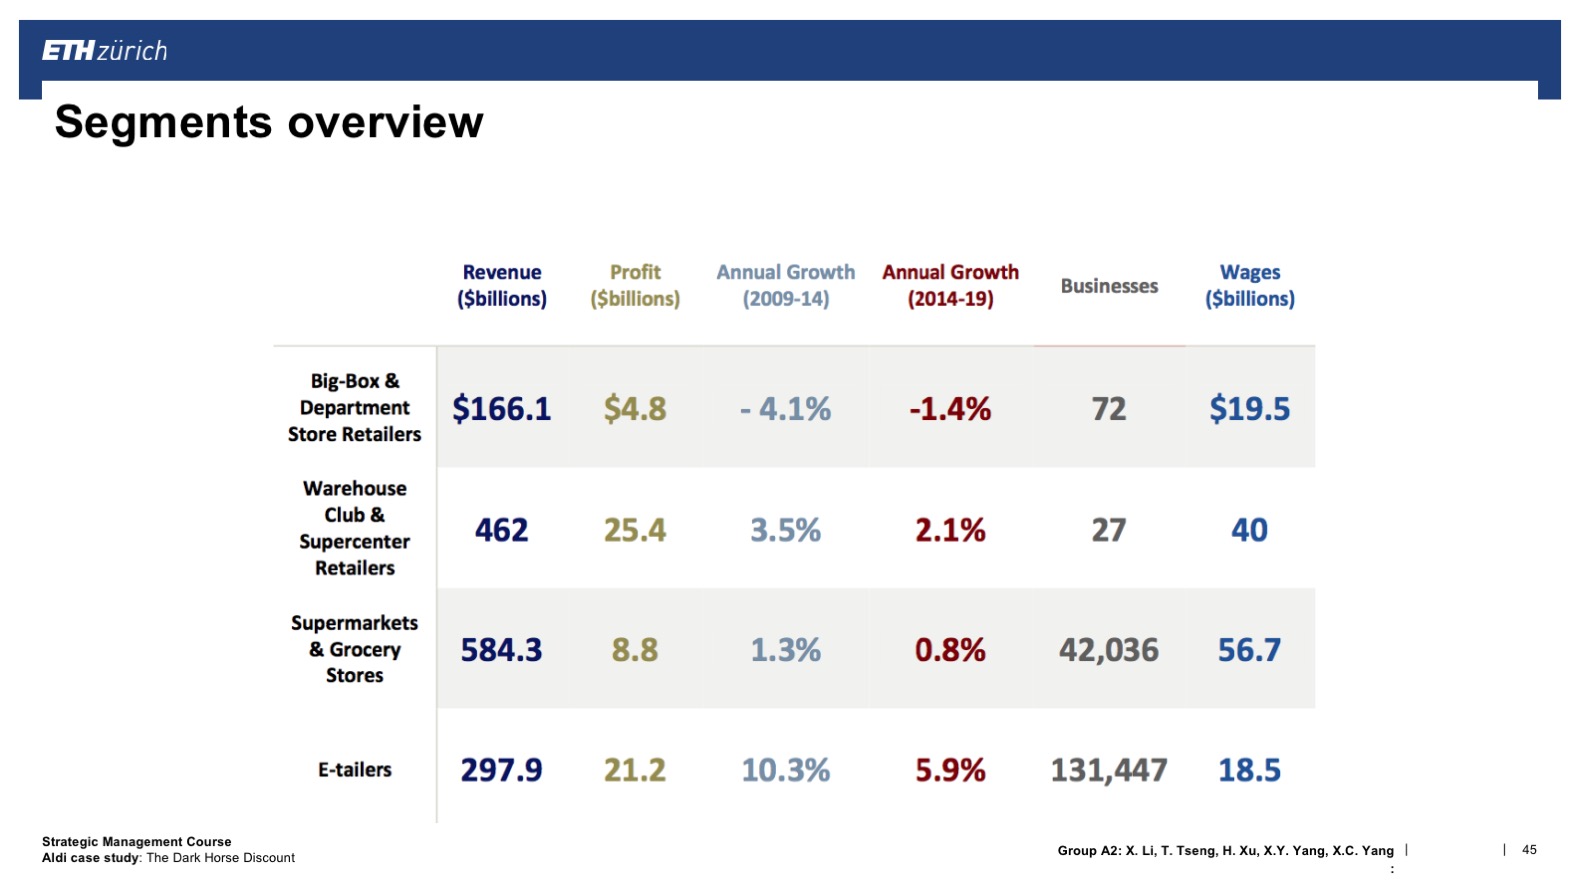 ETH zürich
Segments overview
Revenue ($billions) Profit ($billions) Annual Growth (2009-14) Annual Growth (2014-19) Businesses Wages ($billions)
Big-Box & Department Store Retailers $166.1 $4.8 - 4.1% -1.4% 72 $19.5
Warehouse Club & Supercenter Retailers 462 25.4 3.5% 2.1% 27 40
Supermarkets & Grocery Stores 584.3 8.8 1.3% 0.8% 42,036 56.7
E-tailers 297.9 21.2 10.3% 5.9% 131,447 18.5
Strategic Management Course
Aldi case study: The Dark Horse Discount
Group A2: X. Li, T. Tseng, H. Xu, X.Y. Yang, X.C. Yang | | 45
: